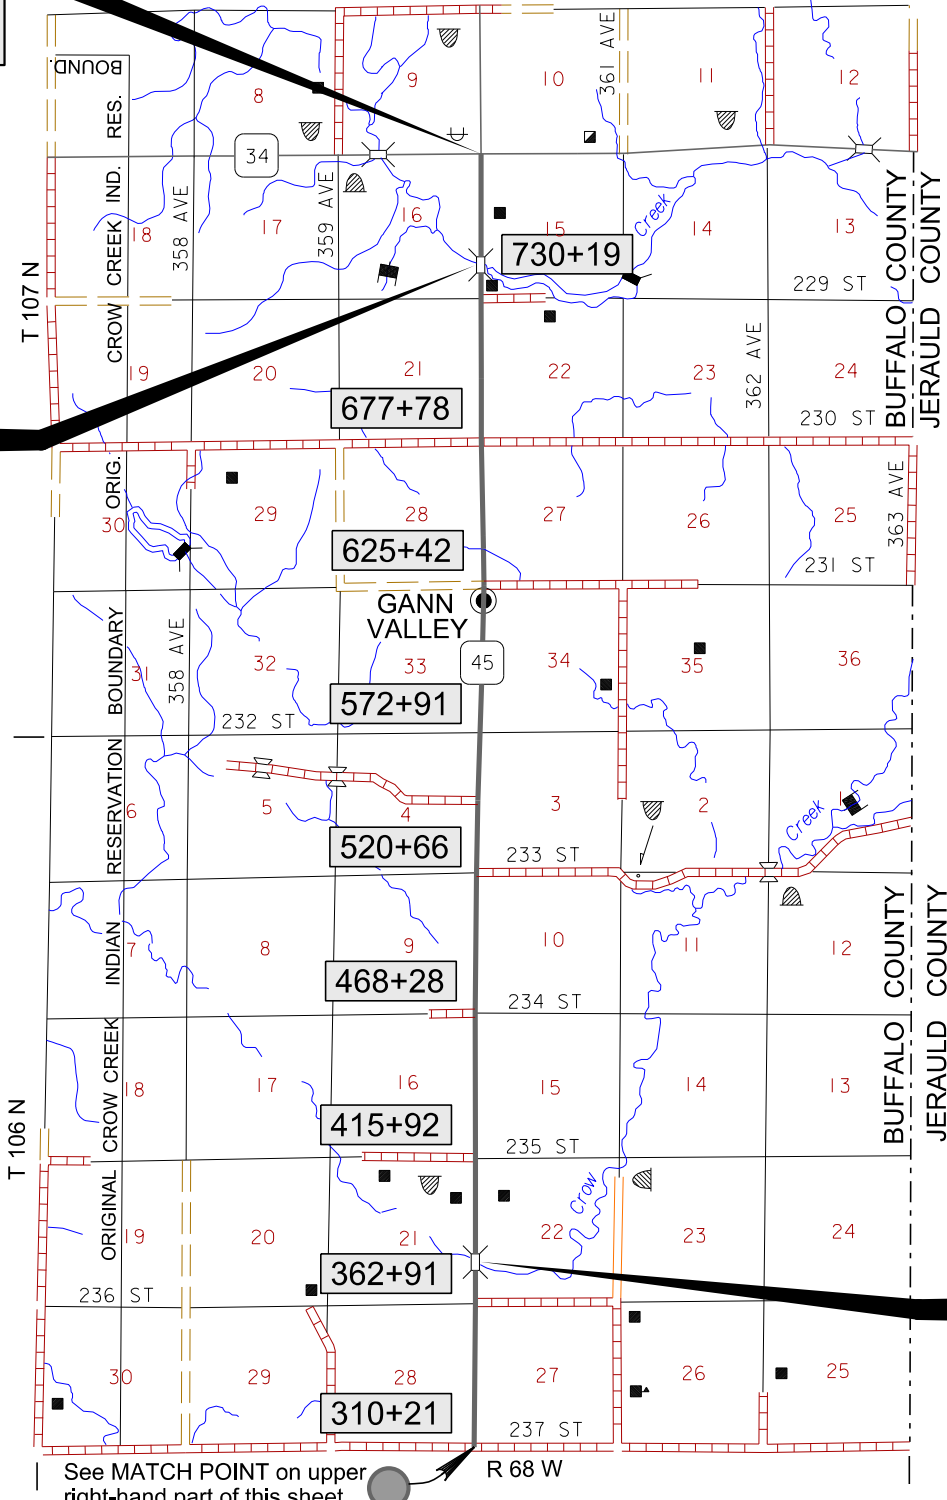 361 AVE
BOUND.
9
10
11
12
8
RES.
34
IND.
358 AVE
359 AVE
16
15
Creek
14
13
17
18
CREEK
730+19
229 ST
BUFFALO COUNTY
JERAULD COUNTY
T 107 N
CROW
19
20
21
22
23
362 AVE
24
677+78
230 ST
ORIG.
30
29
28
27
26
25
363 AVE
625+42
231 ST
GANN
VALLEY
BOUNDARY
31
358 AVE
32
33
45
34
35
36
572+91
232 ST
RESERVATION
6
5
4
3
2
1
Creek
520+66
233 ST
INDIAN
7
8
9
10
11
12
468+28
234 ST
BUFFALO COUNTY
JERAULD COUNTY
CROW CREEK
18
17
16
15
14
13
T 106 N
415+92
235 ST
ORIGINAL
19
20
21
22
Crow
23
24
362+91
236 ST
30
29
28
27
26
25
310+21
237 ST
See MATCH POINT on upper
right-hand part of this sheet
R 68 W